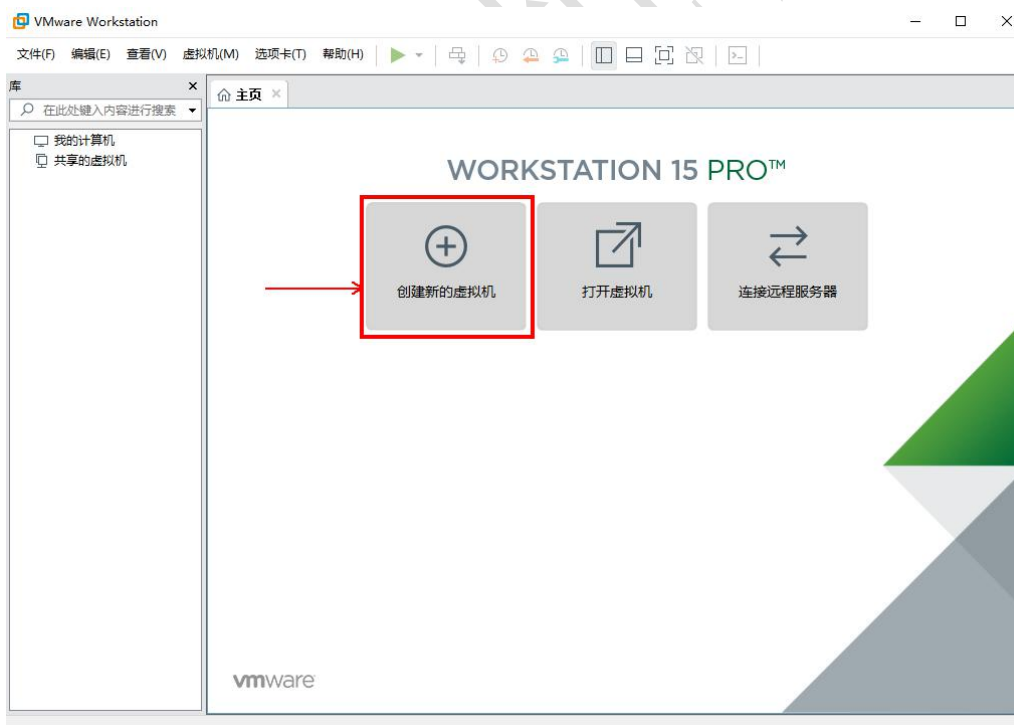 VMware Workstation
文件(F) 编辑(E) 查看(V) 虚拟机(M) 选项卡(T) 帮助(H)
库
主页
在此处键入内容进行搜索
我的计算机
共享的虚拟机
WORKSTATION 15 PRO™
创建新的虚拟机
打开虚拟机
连接远程服务器
vmware